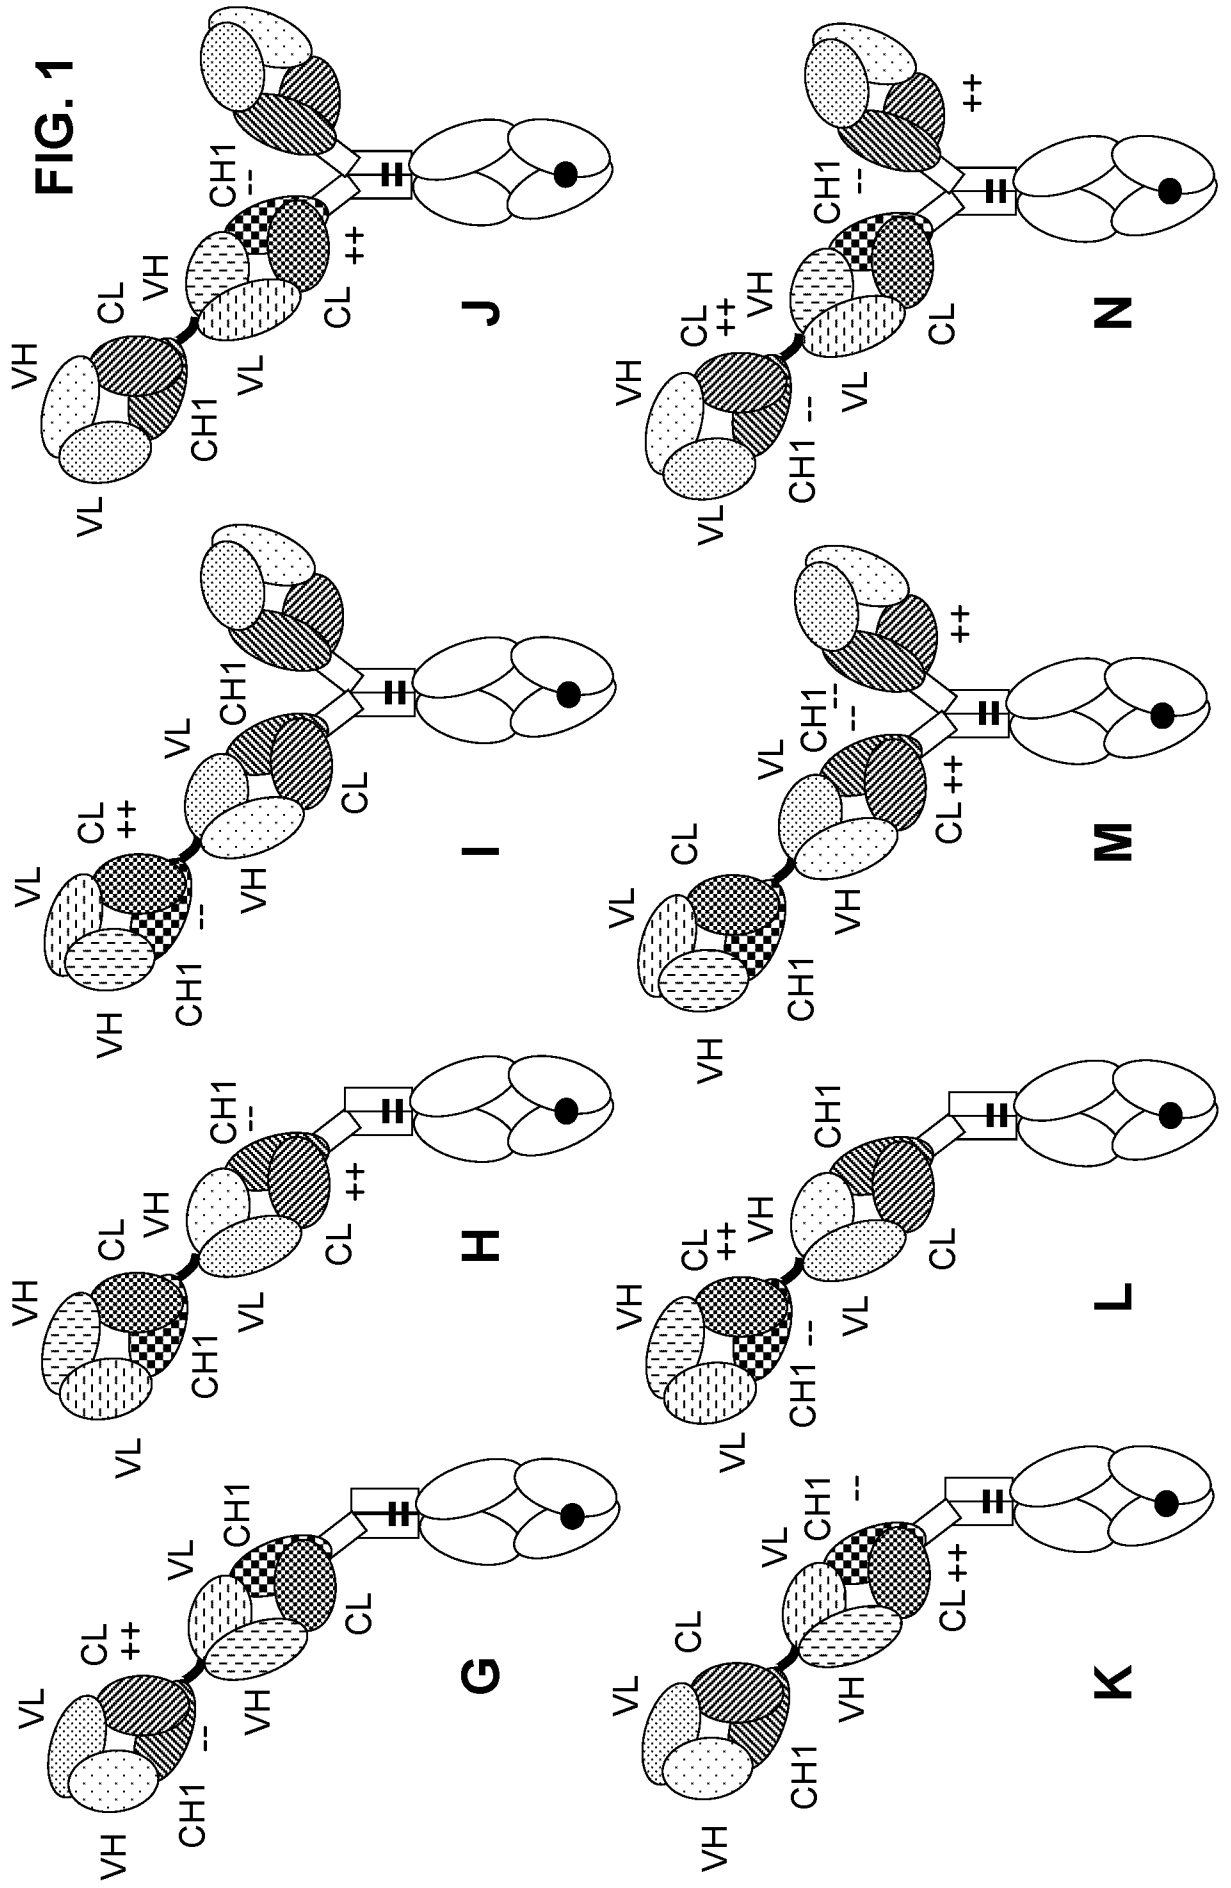 FIG. 1
VL
CL
++
VH
CH1
--
VL
CH1
VH
CL
G
VH
CL
VL
CH1
VH
CH1
--
VL
CL
++
H
VL
CL
++
VH
CH1
--
VL
CH1
VH
CL
I
VH
CL
VL
CH1
VH
CH1
--
VL
CL
++
J
VL
CL
VH
CH1
VL
CH1
--
VH
CL ++
K
VH
CL
++
VL
CH1 --
VH
CH1
VL
CL
L
VL
CL
VH
CH1
VL
CH1
--
--
VH
CL ++
++
M
VH
CL
++
VL
CH1 --
VH
CH1
--
VL
CL
++
N